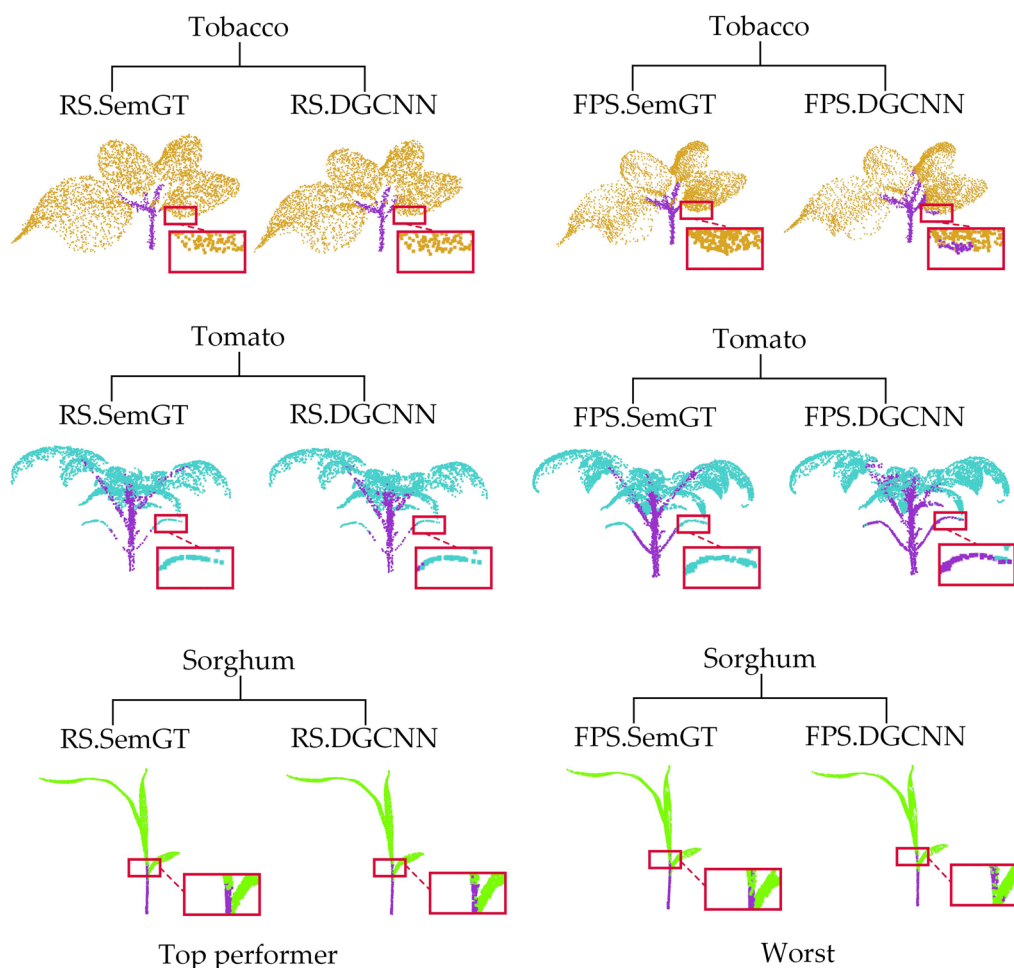 Tobacco
Tobacco
RS.SemGT
RS.DGCNN
FPS.SemGT
FPS.DGCNN
Tomato
Tomato
RS.SemGT
RS.DGCNN
FPS.SemGT
FPS.DGCNN
Sorghum
Sorghum
RS.SemGT
RS.DGCNN
FPS.SemGT
FPS.DGCNN
Top performer
Worst